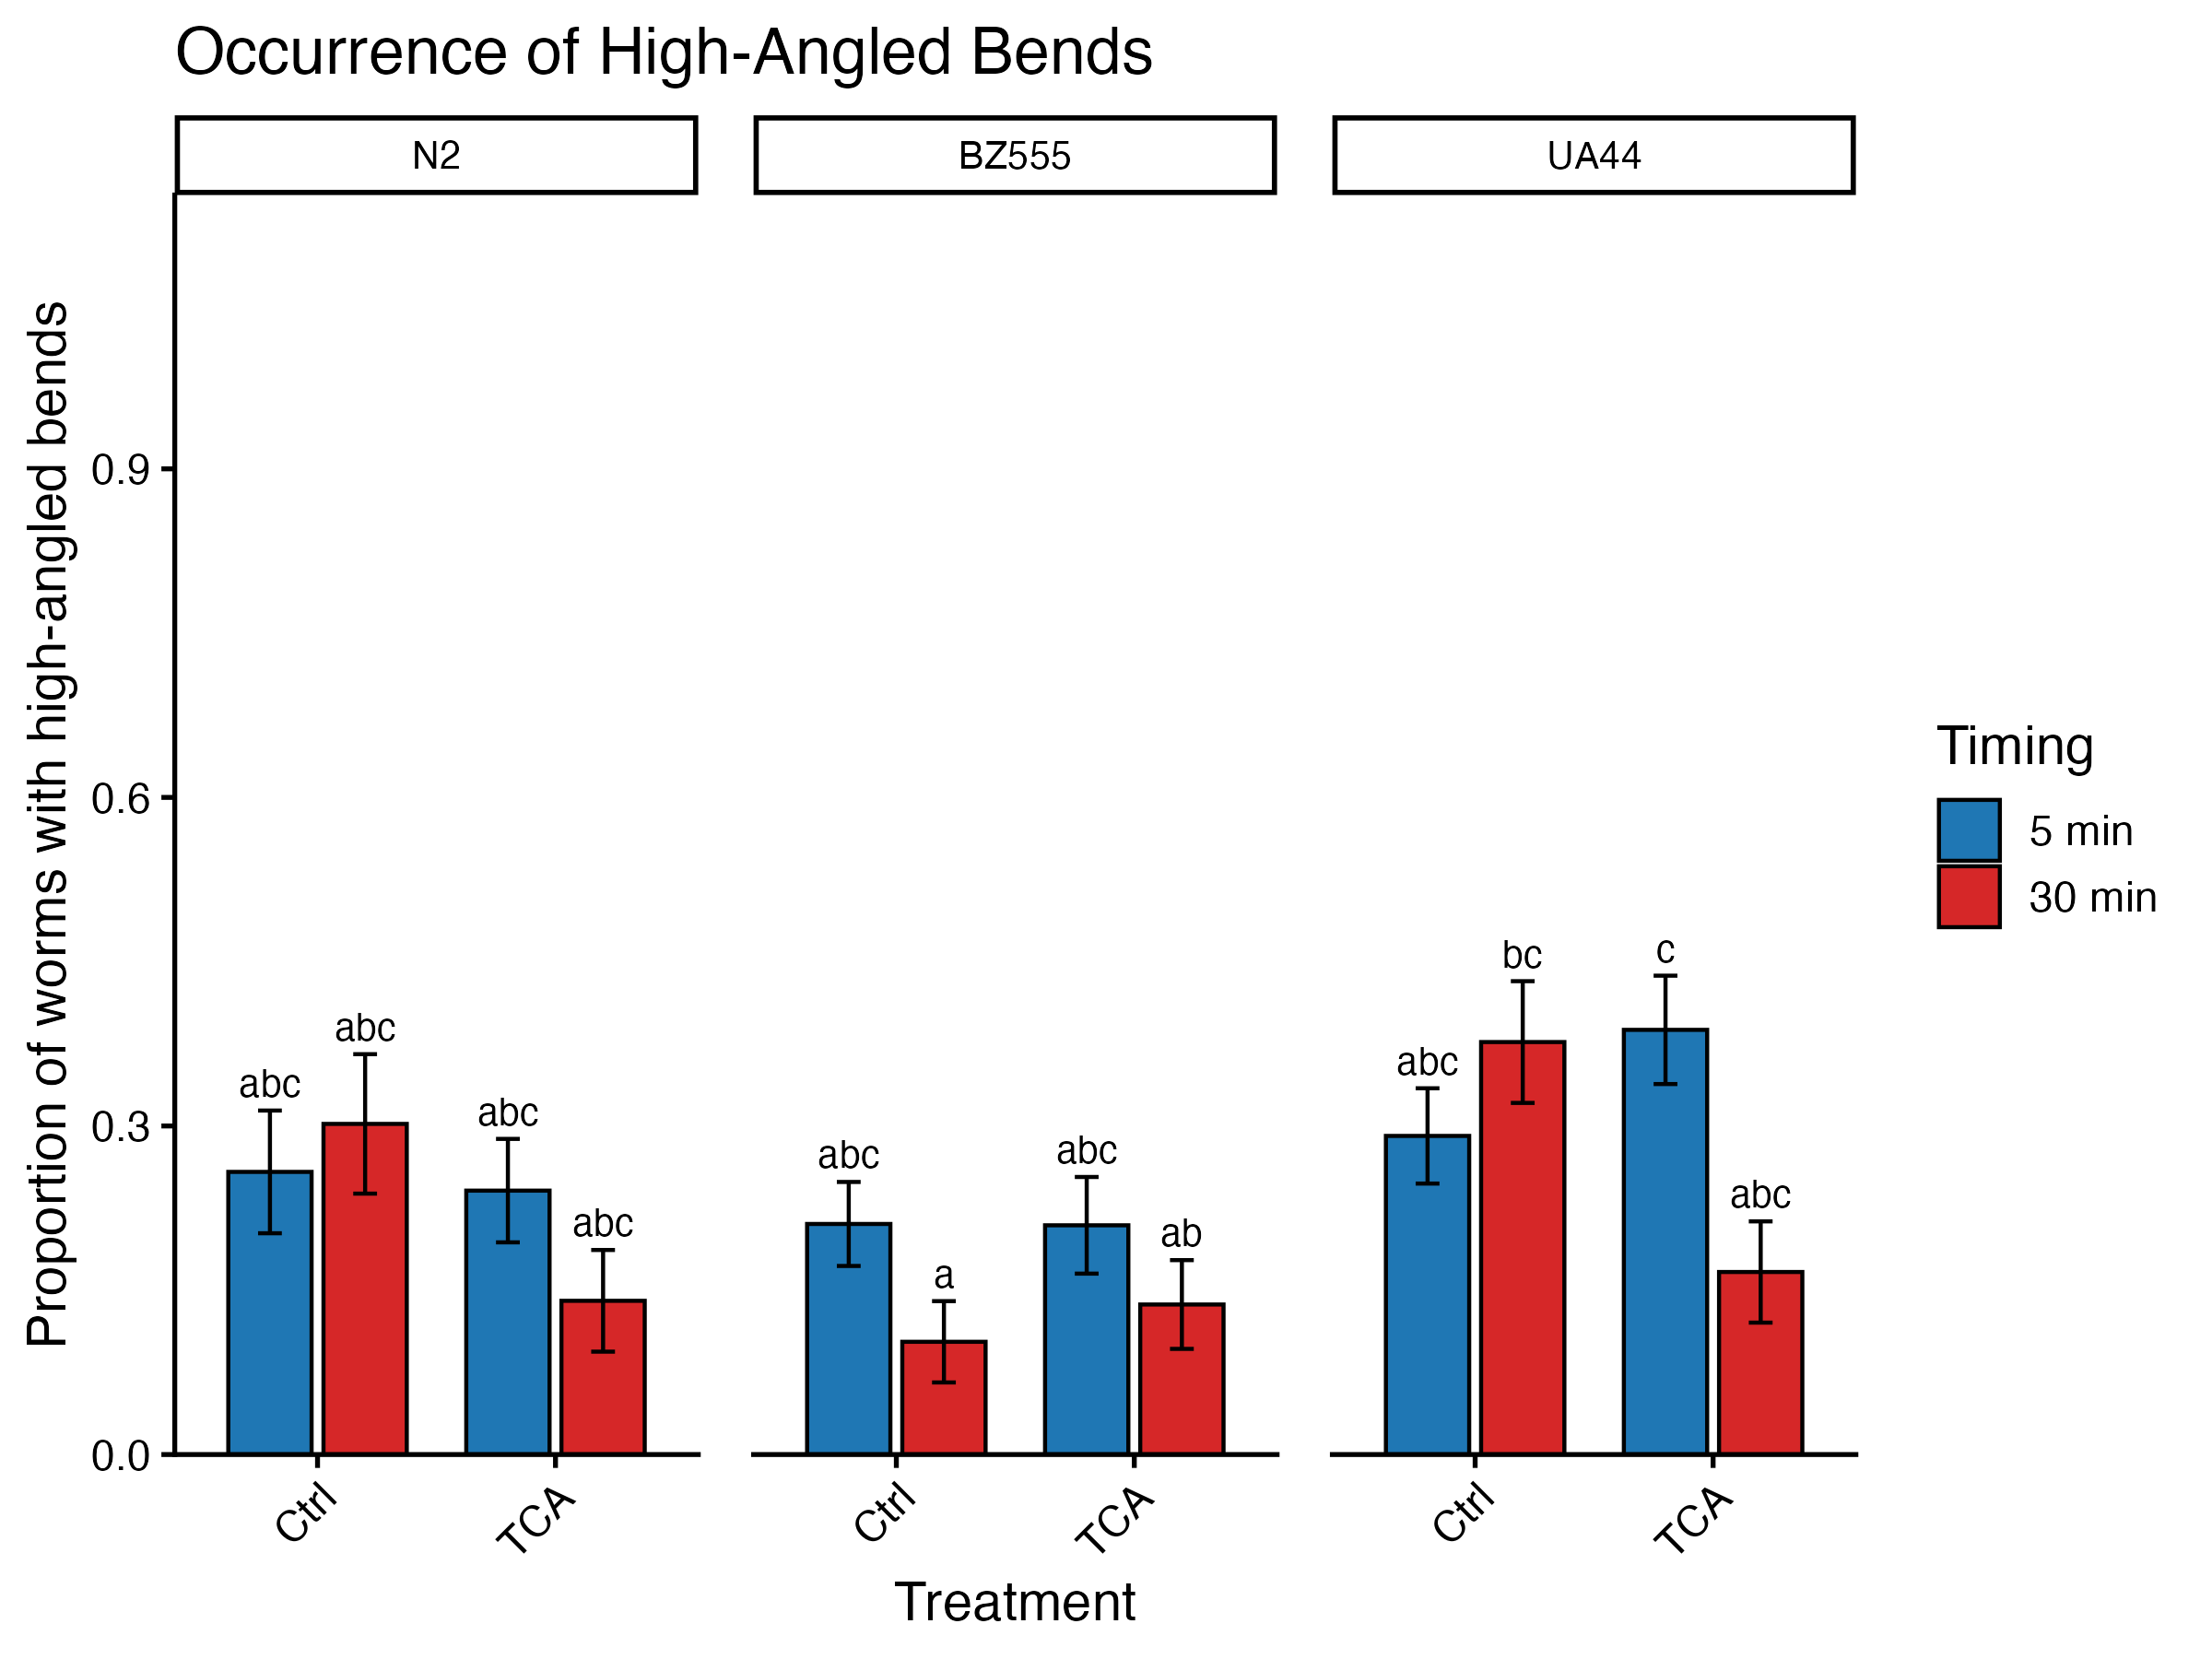 Occurrence of High-Angled Bends
N2
BZ555
UA44
Proportion of worms with high-angled bends
0.9
0.6
0.3
0.0
abc
abc
abc
abc
abc
a
abc
ab
abc
bc
c
abc
Ctrl
TCA
Ctrl
TCA
Ctrl
TCA
Treatment
Timing
5 min
30 min